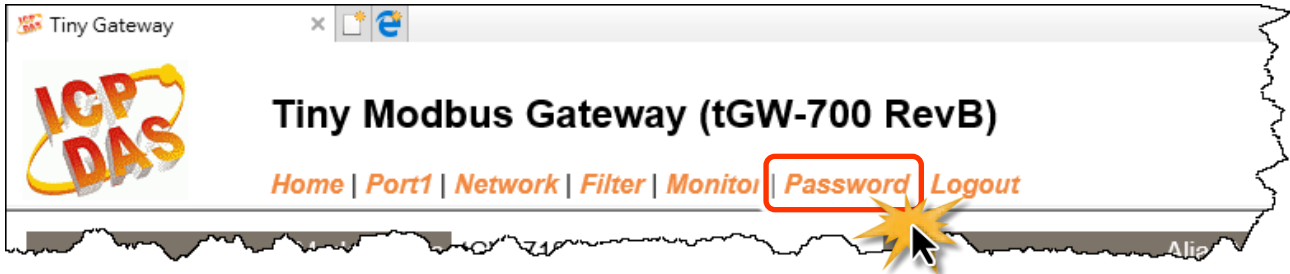 Tiny Gateway
ICP
DAS
Tiny Modbus Gateway (tGW-700 RevB)
Home | Port1 | Network | Filter | Monitor | Password | Logout